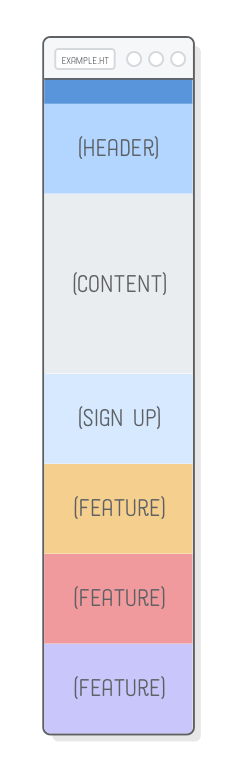 EXAMPLE.HT
(HEADER)
(CONTENT)
(SIGN UP)
(FEATURE)
(FEATURE)
(FEATURE)